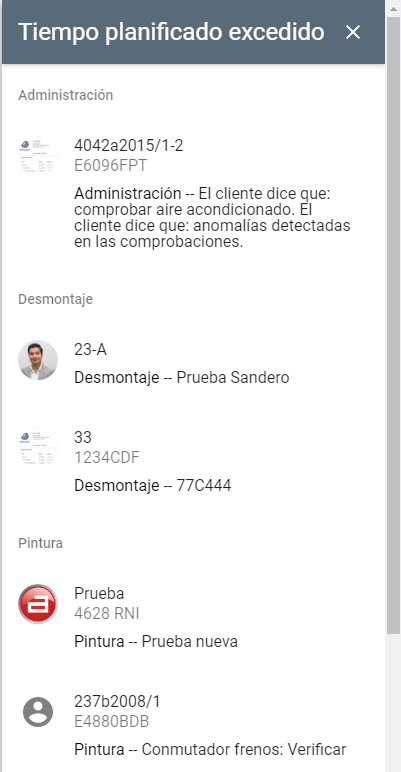 Tiempo planificado excedido
Administración
4042a2015/1-2
E6096FPT
Administración -- El cliente dice que:
comprobar aire acondicionado. El
cliente dice que: anomalías detectadas
en las comprobaciones.
Desmontaje
23-A
Desmontaje -- Prueba Sandero
33
1234CDF
Desmontaje -- 77C444
Pintura
Prueba
4628 RNI
Pintura -- Prueba nueva
237b2008/1
E4880BDB
Pintura -- Conmutador frenos: Verificar